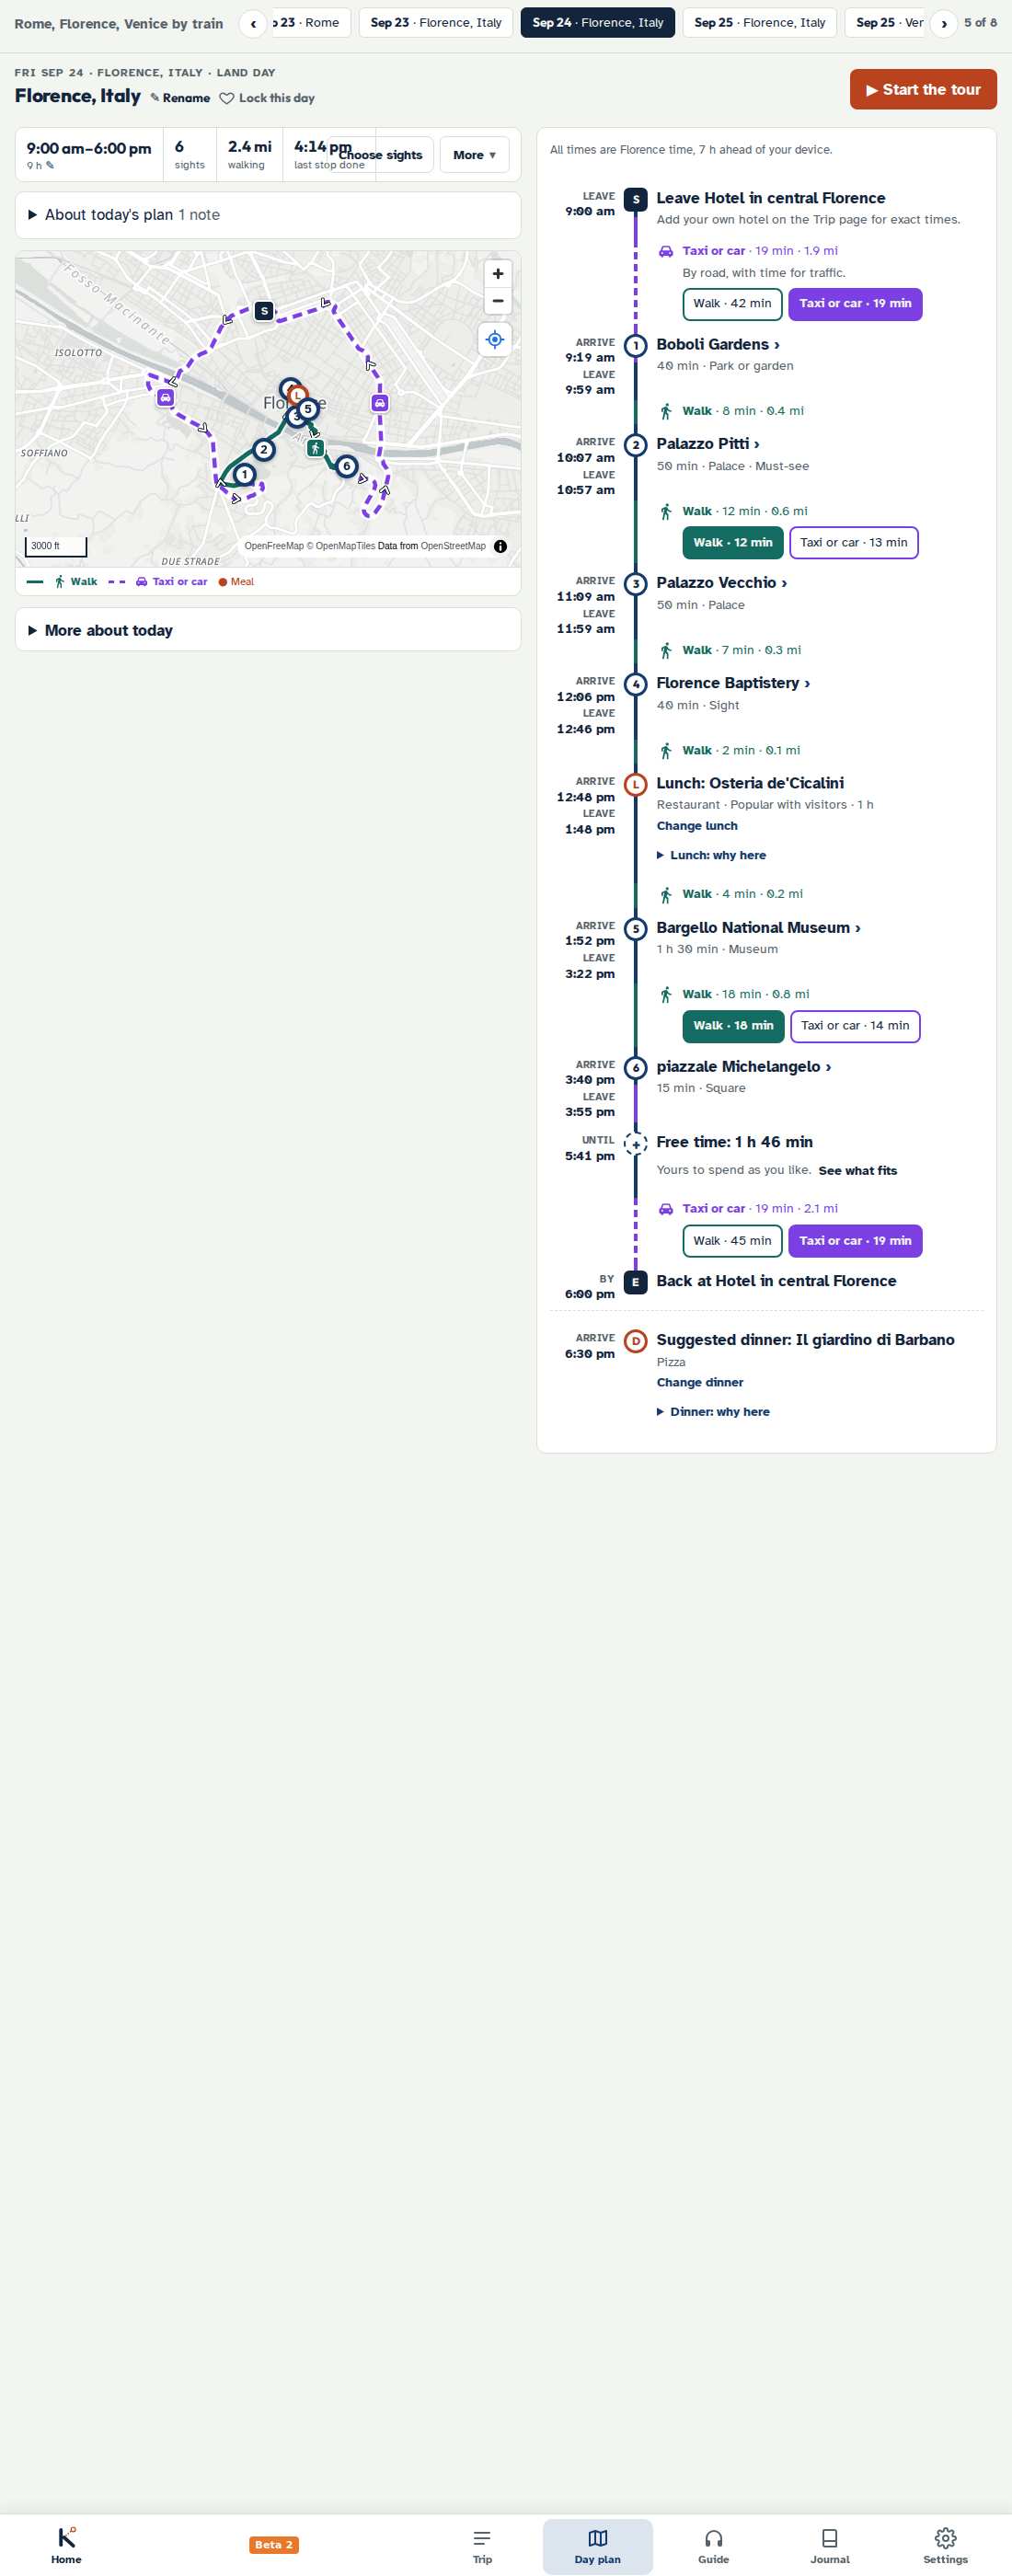 Rome, Florence, Venice by train
‹
23 · Rome
Sep 23 · Florence, Italy
Sep 24 · Florence, Italy
Sep 25 · Florence, Italy
Sep 25 ·
›
5 of 8
FRI SEP 24 · FLORENCE, ITALY · LAND DAY
Florence, Italy ✎ Rename ♡ Lock this day
▶ Start the tour
9:00 am–6:00 pm
9 h ✎
6
sights
2.4 mi
walking
4:14 pm
last stop done
Choose sights
More ▼
▶ About today's plan 1 note
Fosso Macinante
ISOLOTTO
SOFFIANO
DUE STRADE
S
L
3
5
2
1
6
+
−
3000 ft
OpenFreeMap © OpenMapTiles Data from OpenStreetMap
Walk
Taxi or car
Meal
▶ More about today
All times are Florence time, 7 h ahead of your device.
LEAVE
9:00 am
S
Leave Hotel in central Florence
Add your own hotel on the Trip page for exact times.
Taxi or car · 19 min · 1.9 mi
By road, with time for traffic.
Walk · 42 min
Taxi or car · 19 min
ARRIVE
9:19 am
LEAVE
9:59 am
1
Boboli Gardens ›
40 min · Park or garden
Walk · 8 min · 0.4 mi
ARRIVE
10:07 am
LEAVE
10:57 am
2
Palazzo Pitti ›
50 min · Palace · Must-see
Walk · 12 min · 0.6 mi
Walk · 12 min
Taxi or car · 13 min
ARRIVE
11:09 am
LEAVE
11:59 am
3
Palazzo Vecchio ›
50 min · Palace
Walk · 7 min · 0.3 mi
ARRIVE
12:06 pm
LEAVE
12:46 pm
4
Florence Baptistery ›
40 min · Sight
Walk · 2 min · 0.1 mi
ARRIVE
12:48 pm
LEAVE
1:48 pm
L
Lunch: Osteria de'Cicalini
Restaurant · Popular with visitors · 1 h
Change lunch
▶ Lunch: why here
Walk · 4 min · 0.2 mi
ARRIVE
1:52 pm
LEAVE
3:22 pm
5
Bargello National Museum ›
1 h 30 min · Museum
Walk · 18 min · 0.8 mi
Walk · 18 min
Taxi or car · 14 min
ARRIVE
3:40 pm
LEAVE
3:55 pm
6
piazzale Michelangelo ›
15 min · Square
UNTIL
5:41 pm
+
Free time: 1 h 46 min
Yours to spend as you like. See what fits
Taxi or car · 19 min · 2.1 mi
Walk · 45 min
Taxi or car · 19 min
BY
6:00 pm
E
Back at Hotel in central Florence
ARRIVE
6:30 pm
D
Suggested dinner: Il giardino di Barbano
Pizza
Change dinner
▶ Dinner: why here
Home
Beta 2
Trip
Day plan
Guide
Journal
Settings